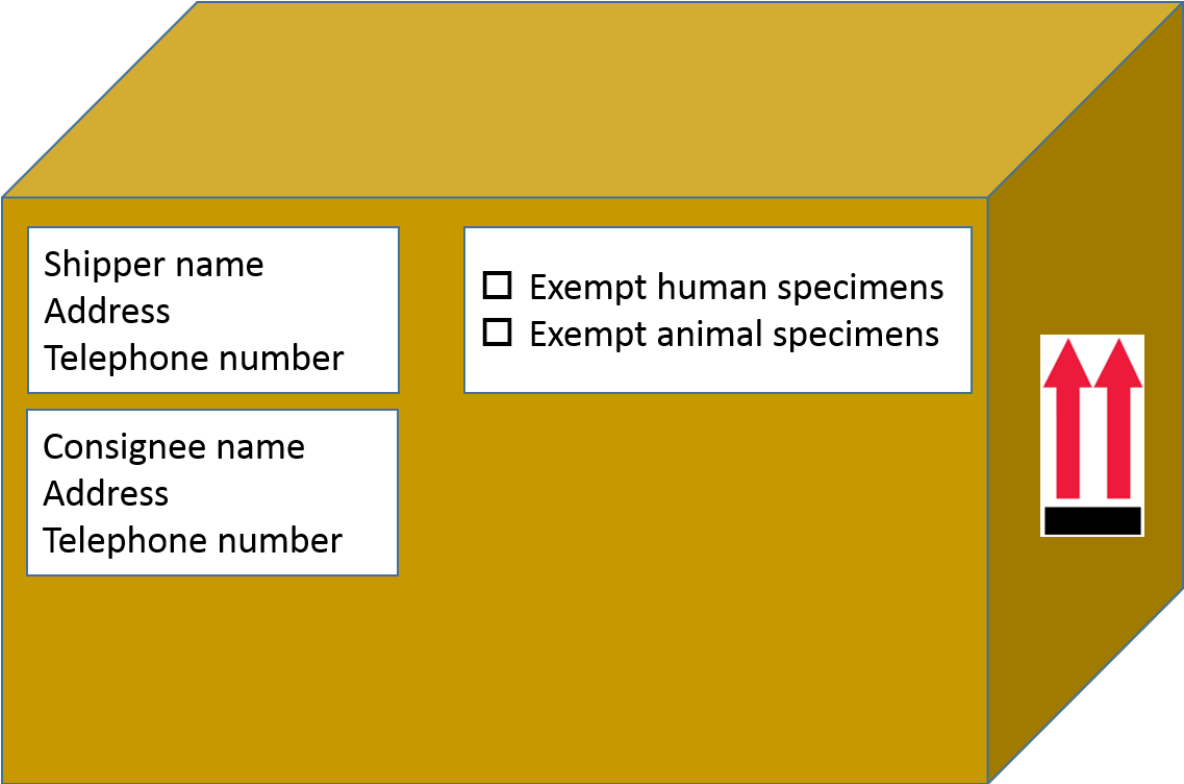 Shipper name
Address
Telephone number
Consignee name
Address
Telephone number
☐ Exempt human specimens
☐ Exempt animal specimens